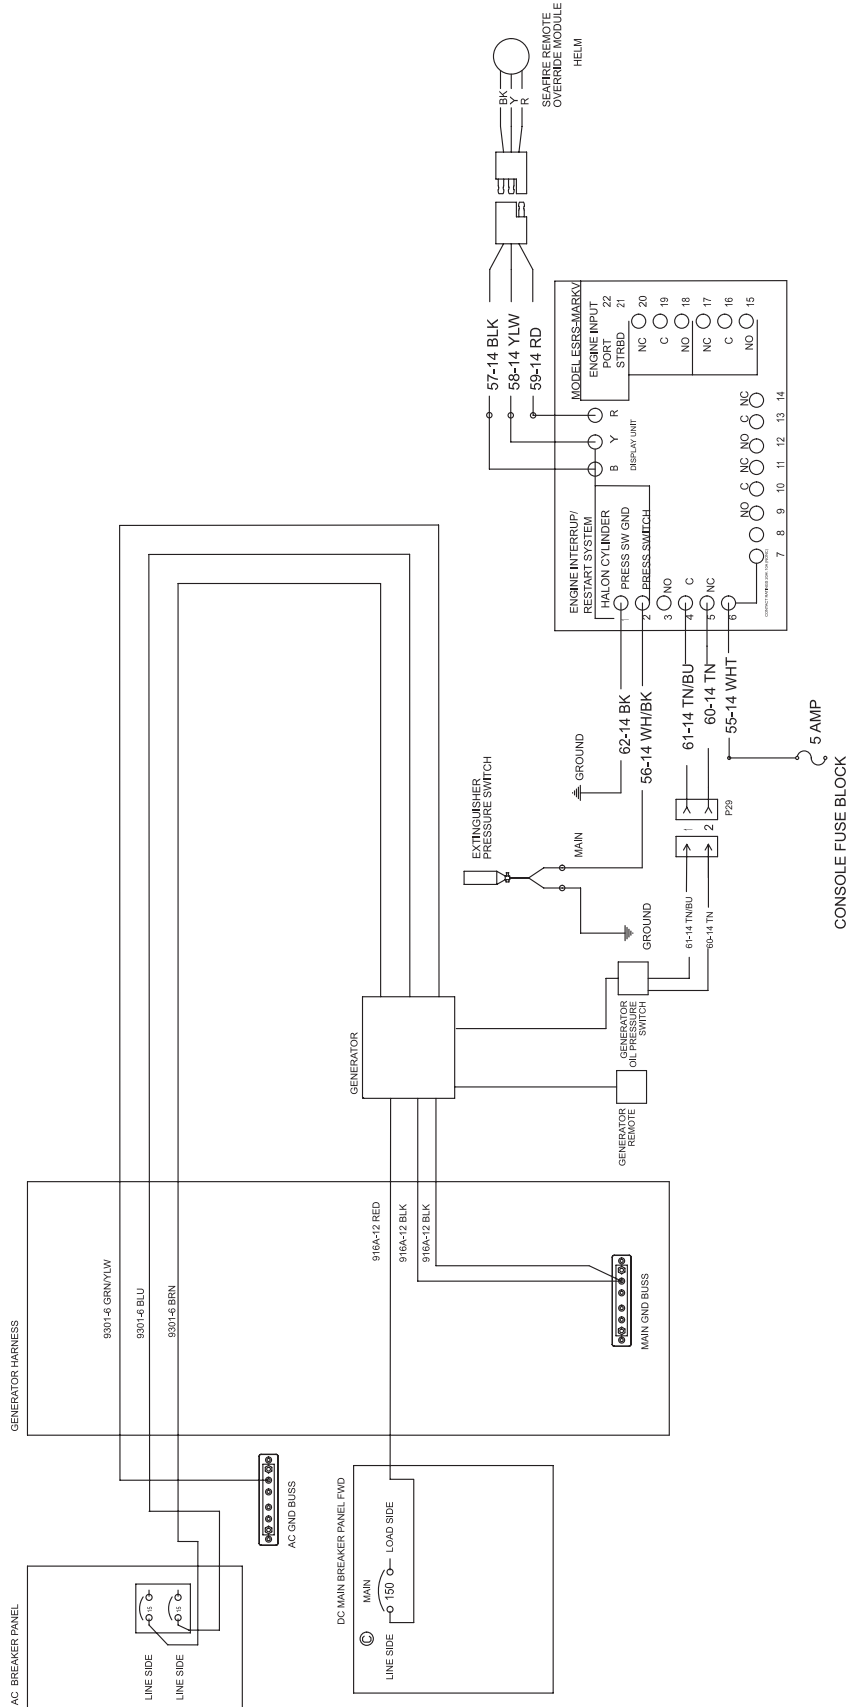 SEAFIRE REMOTE
OVERRIDE MODULE
HELM
BK
Y
R
57-14 BLK
58-14 YLW
59-14 RD
MODEL ESRS-MARKV
ENGINE INPUT
PORT
STRBD
22
21
NC
20
C
19
NO
18
NC
17
C
16
NO
15
B
Y
R
DISPLAY UNIT
ENGINE INTERRUP/
RESTART SYSTEM
HALON CYLINDER
PRESS SW GND
PRESS SWITCH
1
2
3
NO
4
C
5
NC
6
7
8
9
NO
10
C
11
NC
12
NO
13
C
14
NC
62-14 BK
56-14 WH/BK
61-14 TN/BU
60-14 TN
55-14 WHT
5 AMP
CONSOLE FUSE BLOCK
GROUND
EXTINGUISHER
PRESSURE SWITCH
MAIN
GROUND
1
2
P29
61-14 TN/BU
60-14 TN
GENERATOR
OIL PRESSURE
SWITCH
GENERATOR
REMOTE
GENERATOR
GENERATOR HARNESS
9301-6 GRN/YLW
9301-6 BLU
9301-6 BRN
916A-12 RED
916A-12 BLK
916A-12 BLK
MAIN GND BUSS
AC GND BUSS
AC BREAKER PANEL
15
15
LINE SIDE
LINE SIDE
DC MAIN BREAKER PANEL FWD
C
MAIN
150
LINE SIDE
LOAD SIDE